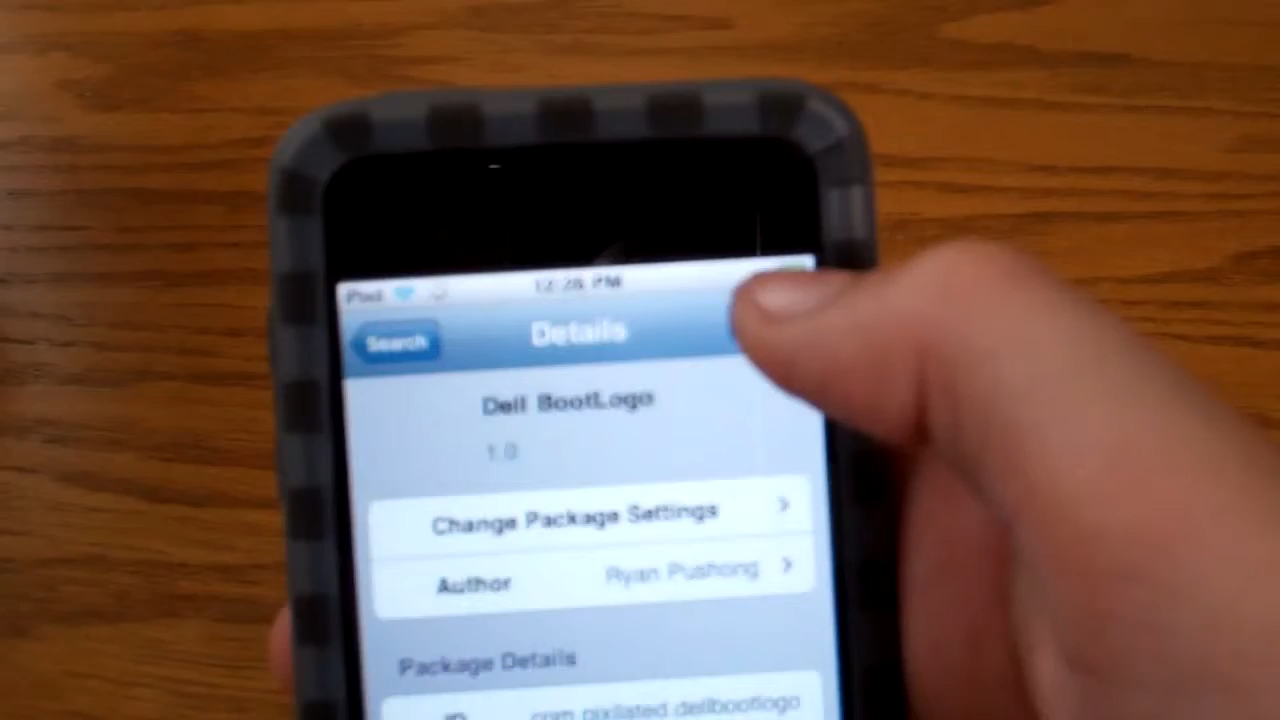 iPod 12:26 PM
Search Details
Dell BootLogo
1.0
Change Package Settings
Author Ryan Pushong
Package Details
ID com.pixilated.dellbootlogo